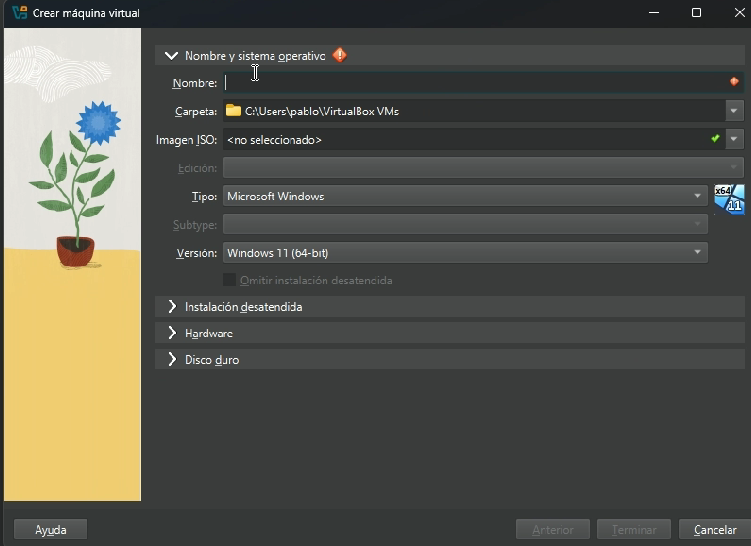 Crear máquina virtual
Nombre y sistema operativo
Nombre:
Carpeta: C:\Users\pablo\VirtualBox VMs
Imagen ISO: <no seleccionado>
Edición:
Tipo: Microsoft Windows
x64
11
Subtype:
Versión: Windows 11 (64-bit)
Omitir instalación desatendida
Instalación desatendida
Hardware
Disco duro
Ayuda Anterior Terminar Cancelar